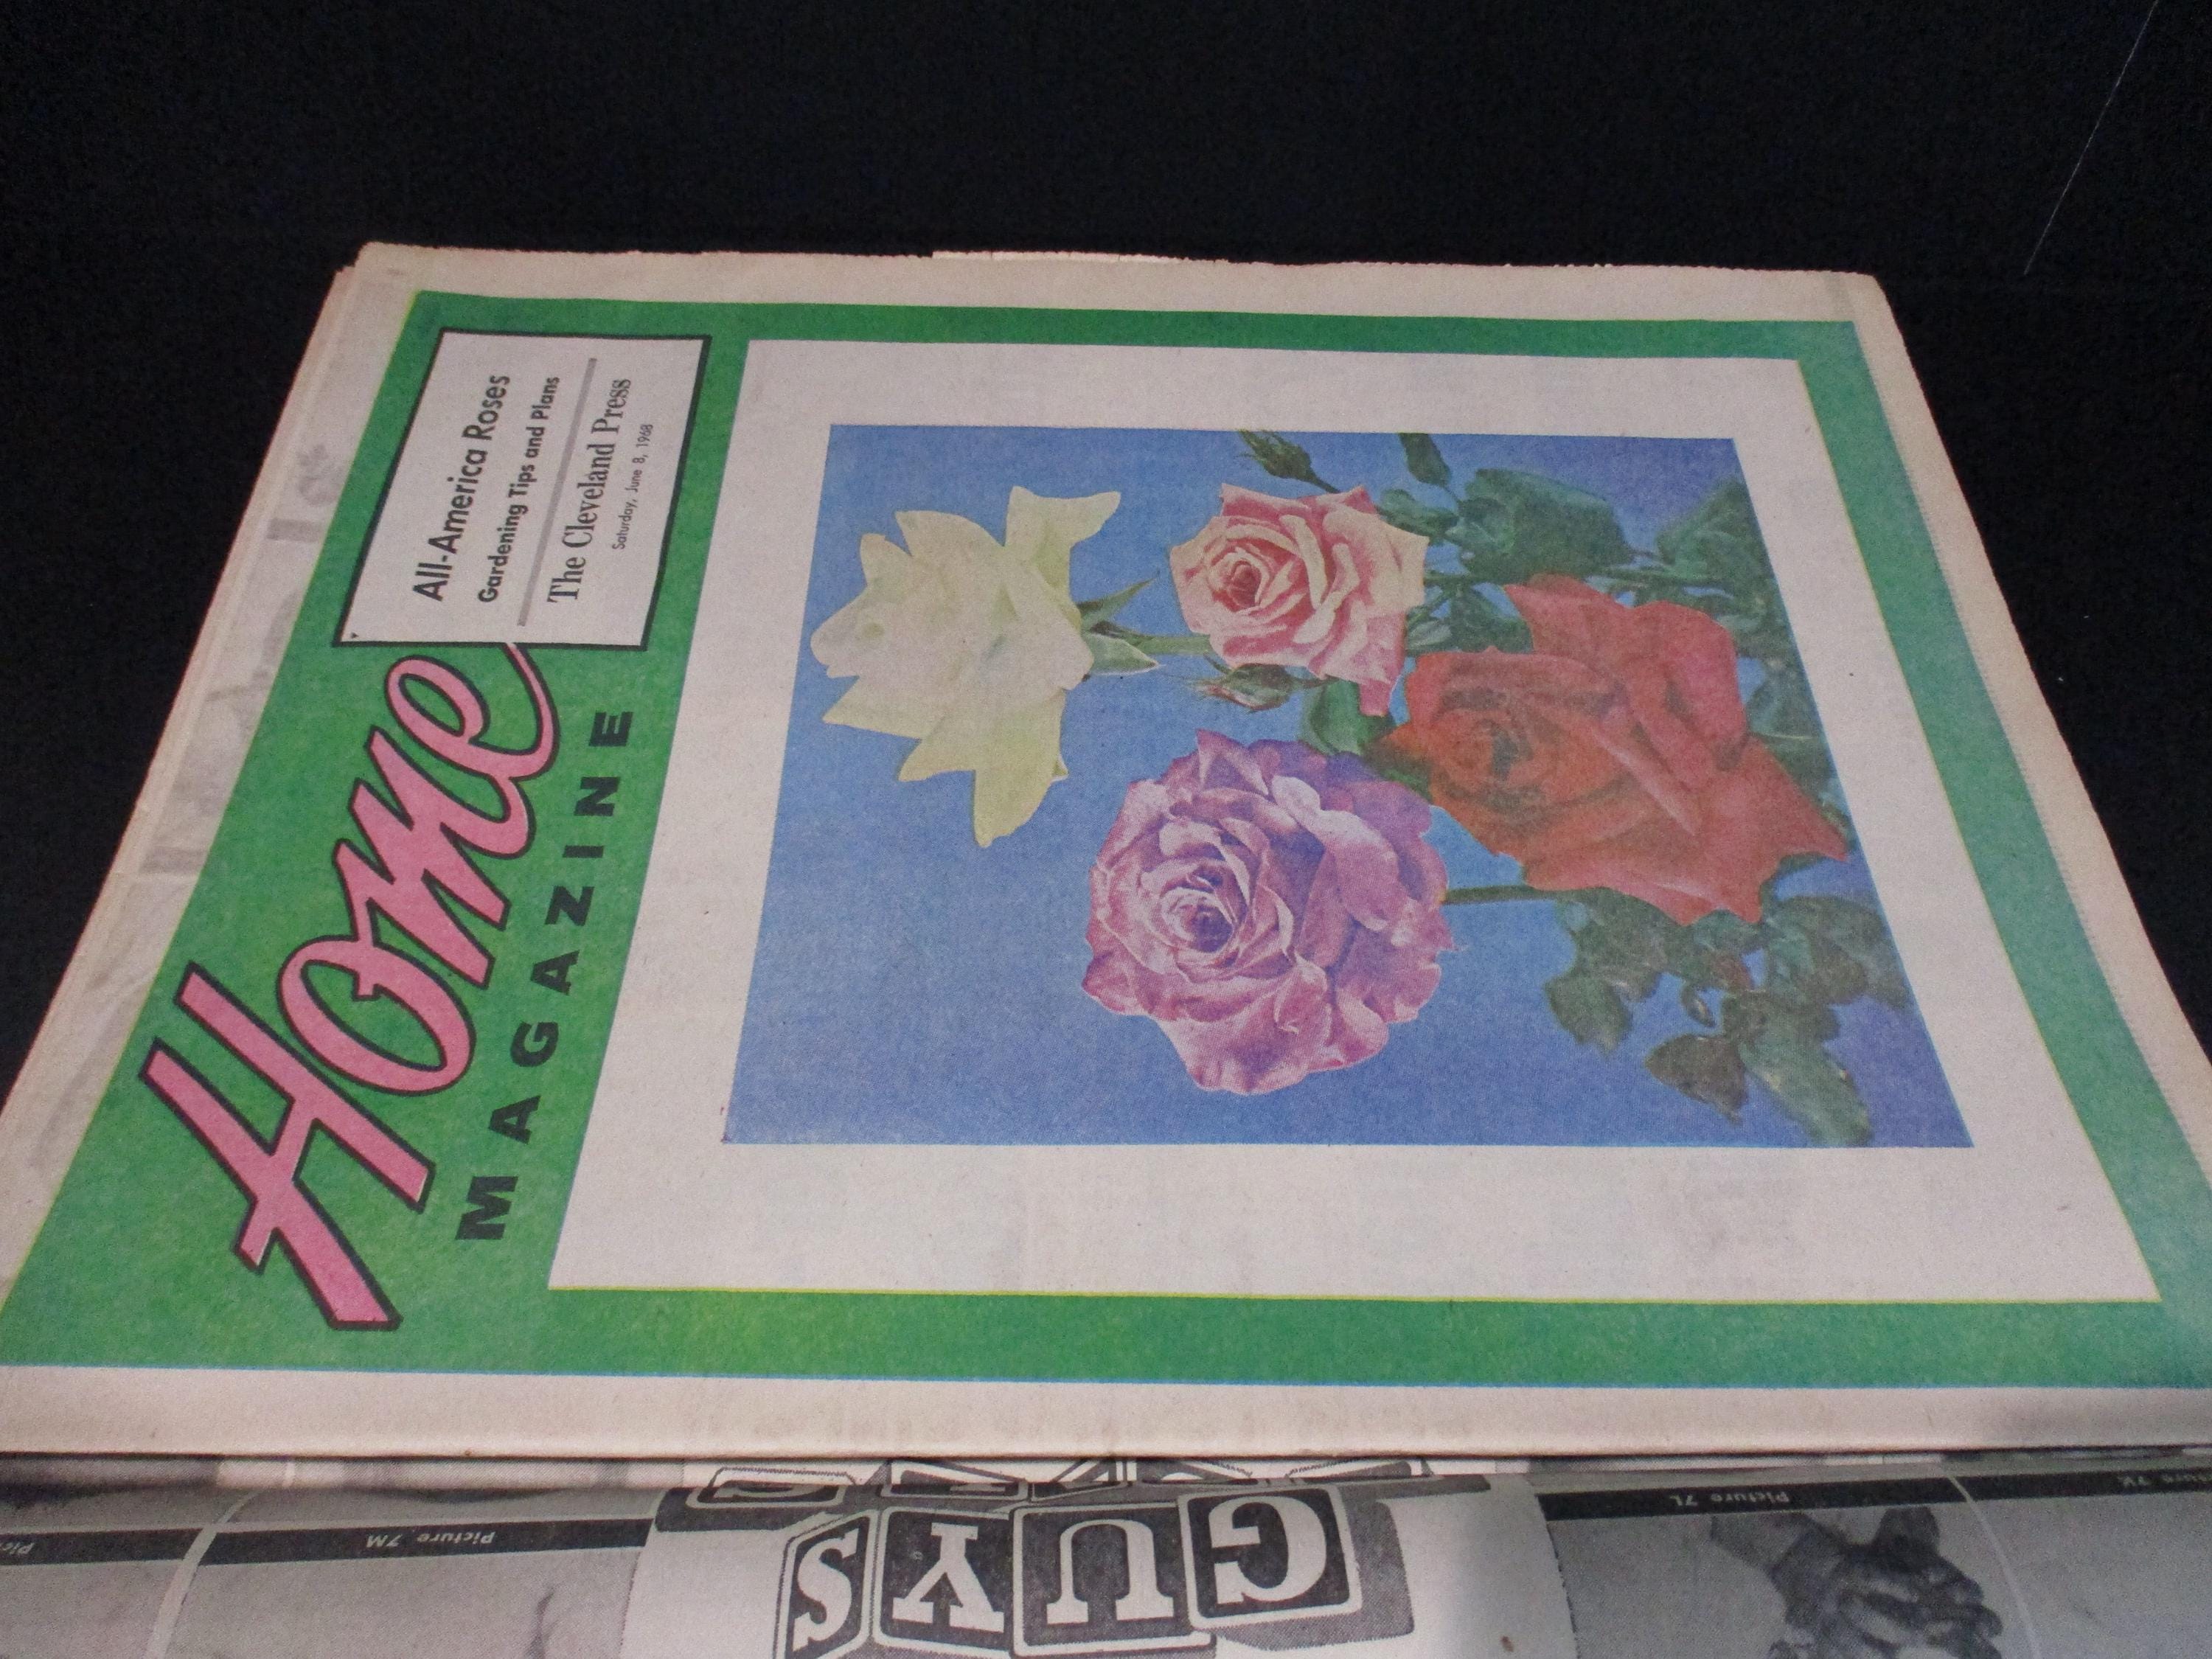 Home
MAGAZINE
All-America Roses
Gardening Tips and Plans
The Cleveland Press
Saturday, June 8, 1968
GUYS
Picture 7L
Picture 7M